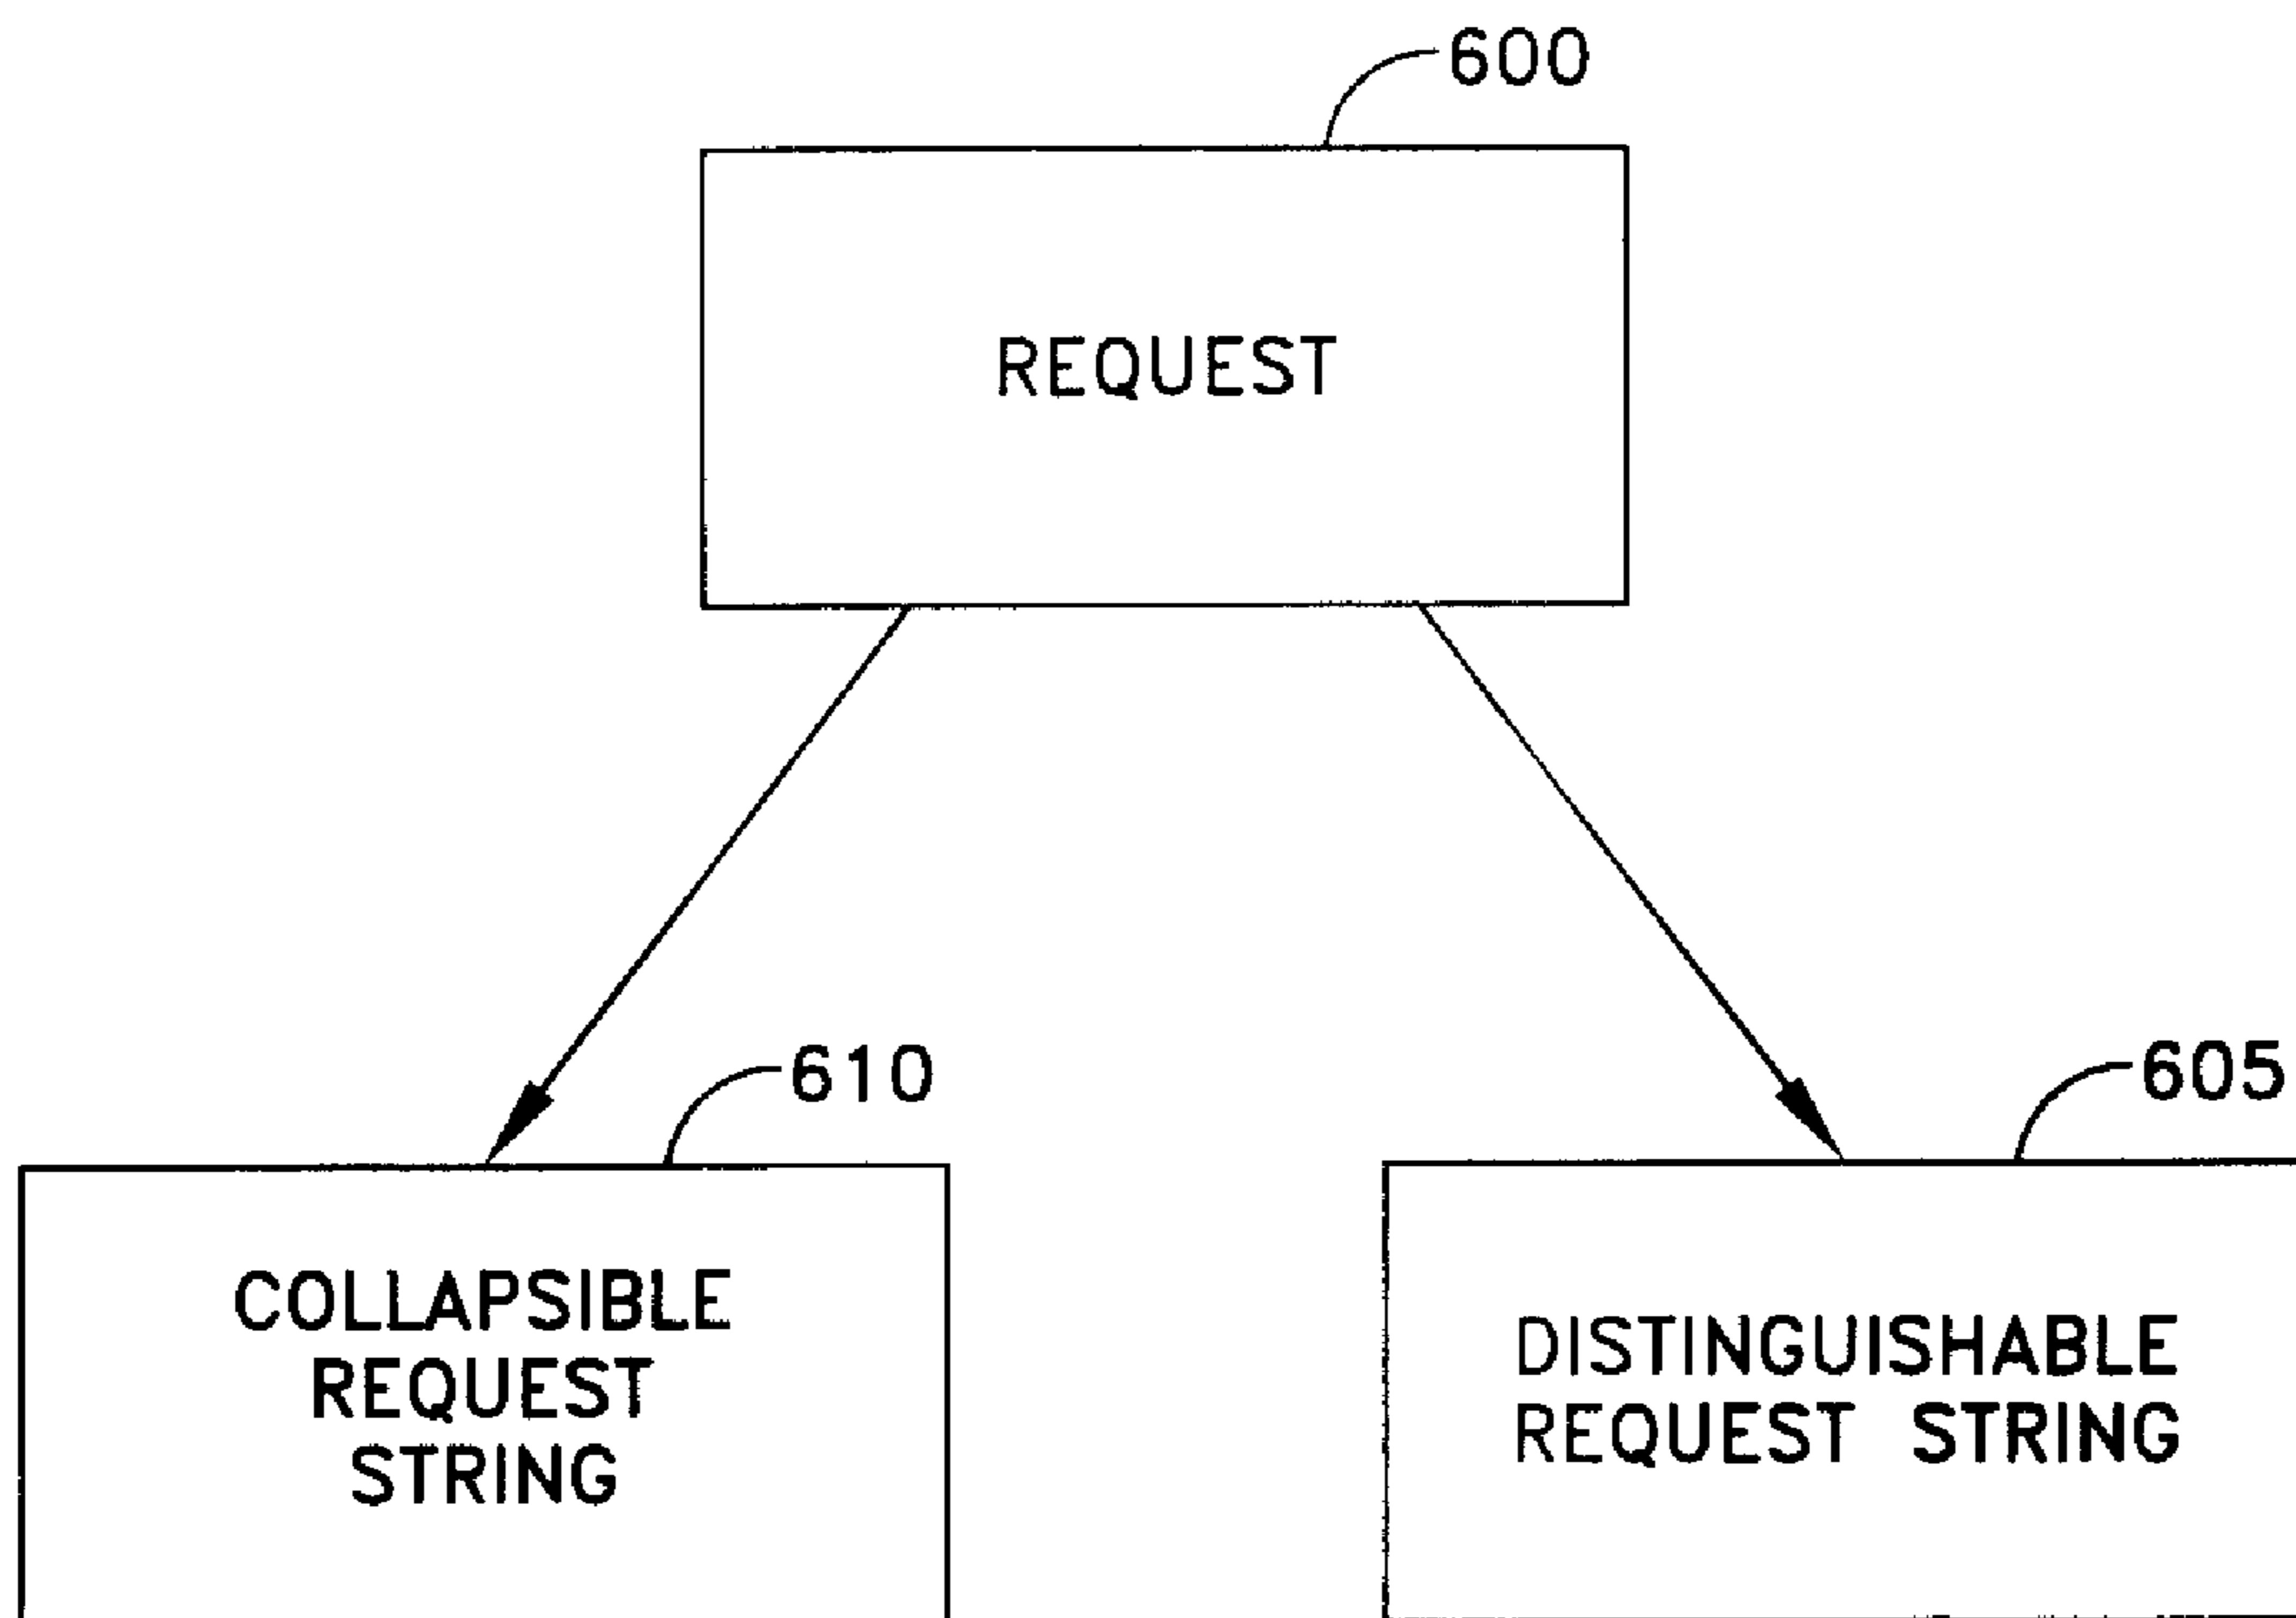 600
REQUEST
610
605
COLLAPSIBLE
REQUEST
STRING
DISTINGUISHABLE
REQUEST STRING